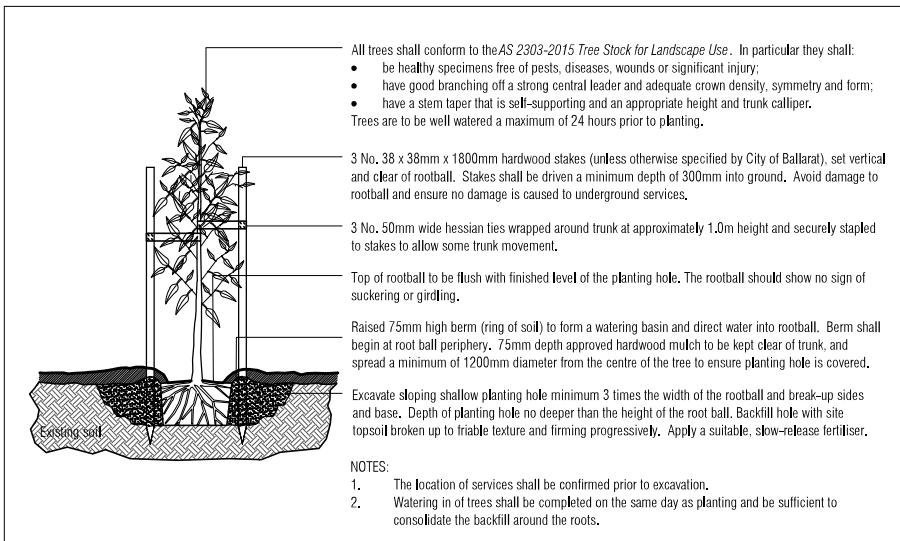 All trees shall conform to the AS 2303-2015 Tree Stock for Landscape Use. In particular they shall:
• be healthy specimens free of pests, diseases, wounds or significant injury;
• have good branching off a strong central leader and adequate crown density, symmetry and form;
• have a stem taper that is self-supporting and an appropriate height and trunk calliper.
Trees are to be well watered a maximum of 24 hours prior to planting.
3 No. 38 x 38mm x 1800mm hardwood stakes (unless otherwise specified by City of Ballarat), set vertical
and clear of rootball. Stakes shall be driven a minimum depth of 300mm into ground. Avoid damage to
rootball and ensure no damage is caused to underground services.
3 No. 50mm wide hessian ties wrapped around trunk at approximately 1.0m height and securely stapled
to stakes to allow some trunk movement.
Top of rootball to be flush with finished level of the planting hole. The rootball should show no sign of
suckering or girdling.
Raised 75mm high berm (ring of soil) to form a watering basin and direct water into rootball. Berm shall
begin at root ball periphery. 75mm depth approved hardwood mulch to be kept clear of trunk, and
spread a minimum of 1200mm diameter from the centre of the tree to ensure planting hole is covered.
Excavate sloping shallow planting hole minimum 3 times the width of the rootball and break-up sides
and base. Depth of planting hole no deeper than the height of the root ball. Backfill hole with site
topsoil broken up to friable texture and firming progressively. Apply a suitable, slow-release fertiliser.
Existing soil
NOTES:
1. The location of services shall be confirmed prior to excavation.
2. Watering in of trees shall be completed on the same day as planting and be sufficient to
consolidate the backfill around the roots.